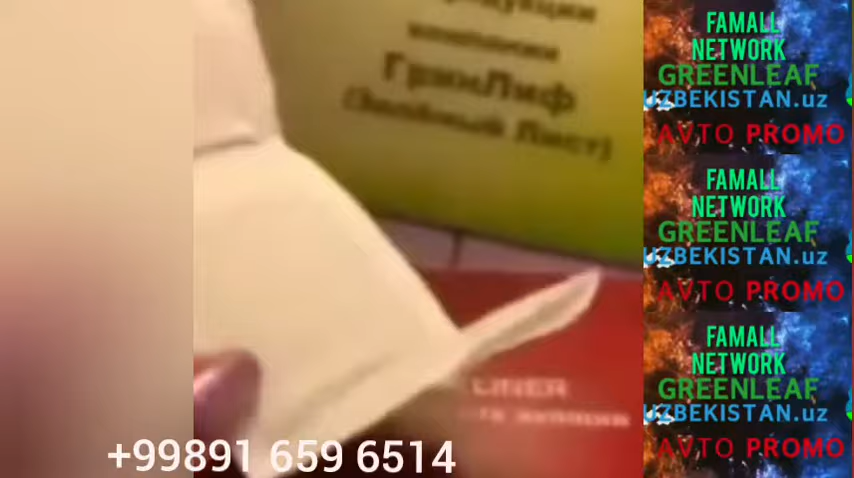 продукции
компании
ГринЛиф
(Зелёный Лист)
LINER
+99891 659 6514
FAMALL
NETWORK
GREENLEAF
UZBEKISTAN.uz
AVTO PROMO
FAMALL
NETWORK
GREENLEAF
UZBEKISTAN.uz
AVTO PROMO
FAMALL
NETWORK
GREENLEAF
UZBEKISTAN.uz
AVTO PROMO